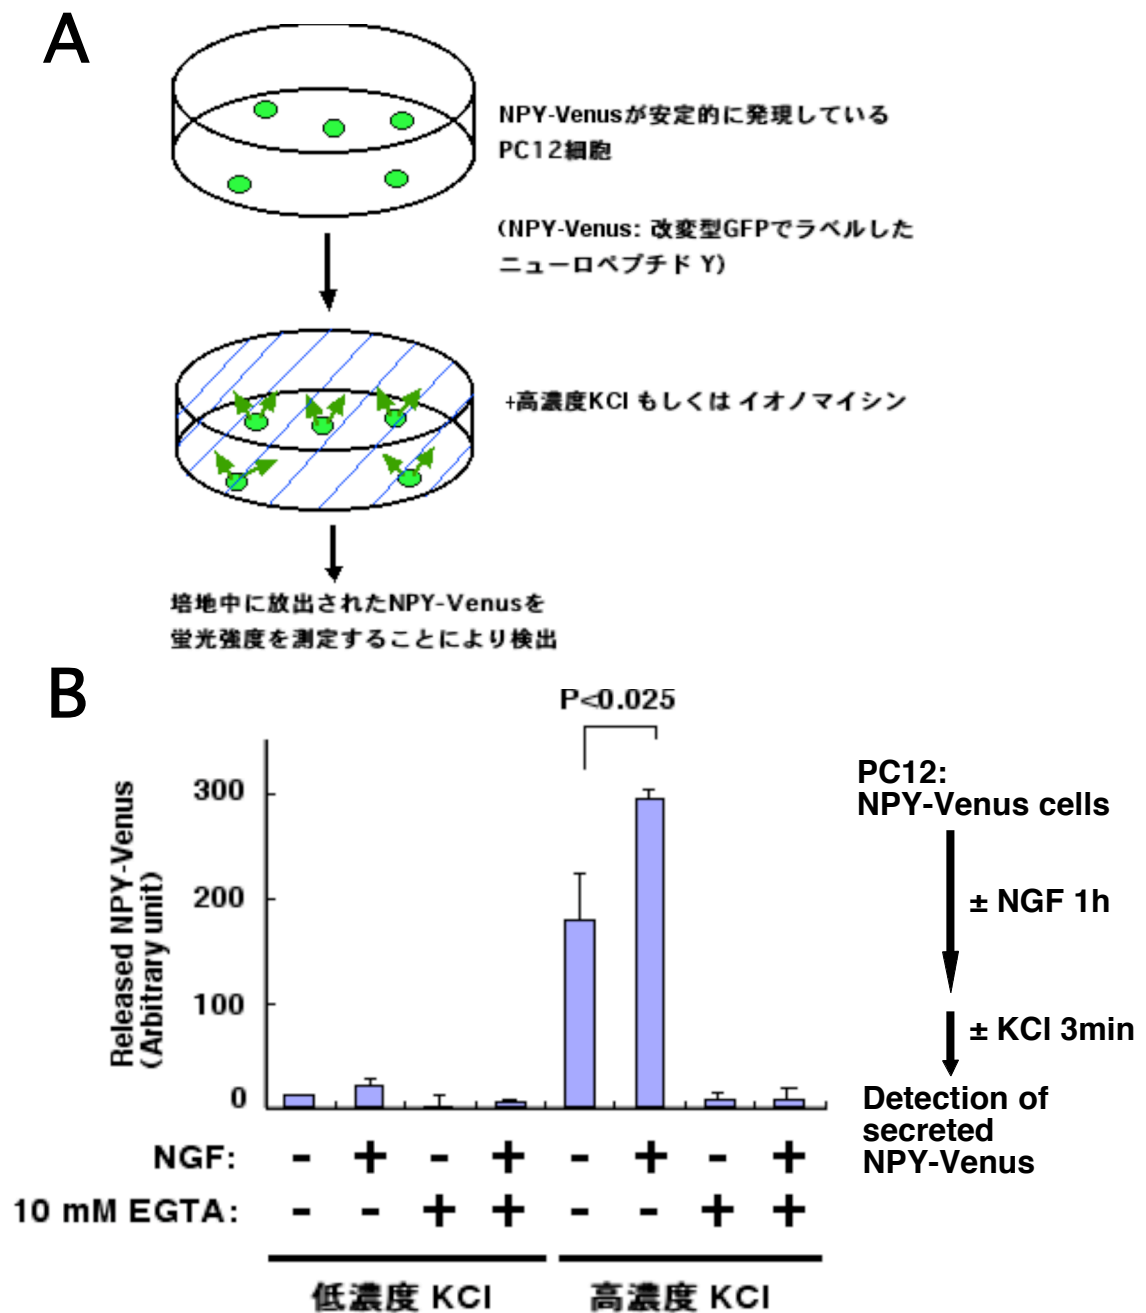 A
NPY-Venusが安定的に発現している
PC12細胞
(NPY-Venus: 改変型GFPでラベルした
ニューロペプチド Y)
+高濃度KCl もしくは イオノマイシン
培地中に放出されたNPY-Venusを
蛍光強度を測定することにより検出
B
P<0.025
Released NPY-Venus
(Arbitrary unit)
300
200
100
0
NGF: - + - + - + - +
10 mM EGTA: - - + + - - + +
低濃度 KCl 高濃度 KCl
PC12:
NPY-Venus cells
± NGF 1h
± KCl 3min
Detection of
secreted
NPY-Venus